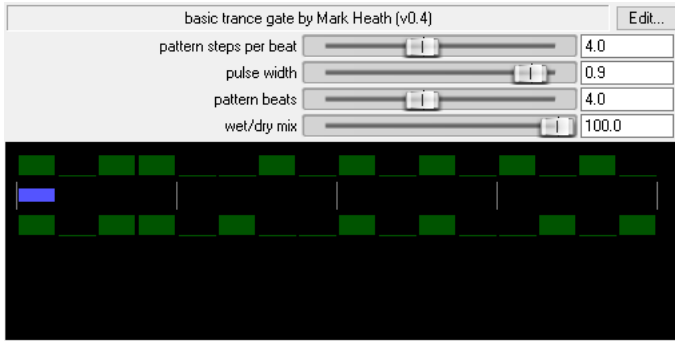 basic trance gate by Mark Heath (v0.4) Edit...
pattern steps per beat 4.0
pulse width 0.9
pattern beats 4.0
wet/dry mix 100.0